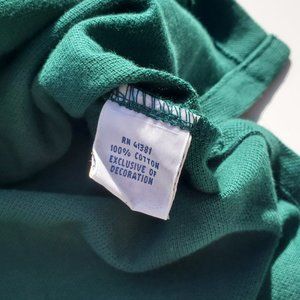 RN 41381
100% COTTON
EXCLUSIVE OF
DECORATION